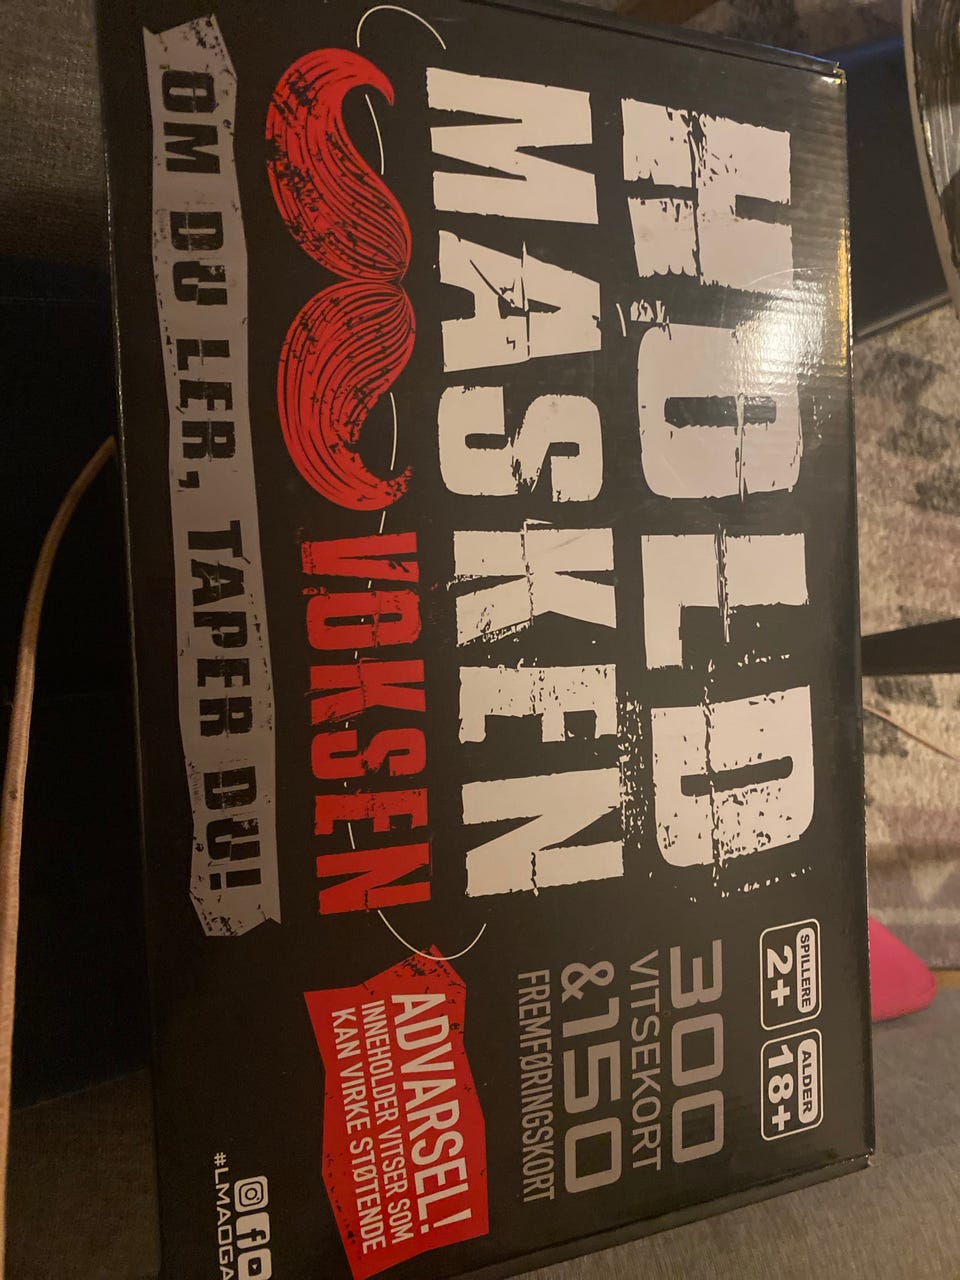 HOLD
MASKEN
VOKSEN
OM DU LER, TAPER DU!
SPILLERE
2+
ALDER
18+
300
VITSEKORT
&150
FREMFØRINGSKORT
ADVARSEL!
INNEHOLDER VITSER SOM
KAN VIRKE STØTENDE
#LMAOGA